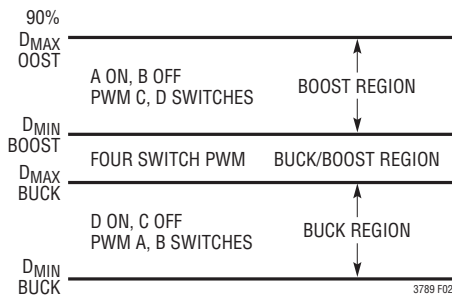 90%
DMAX
OOST
A ON, B OFF
PWM C, D SWITCHES
BOOST REGION
DMIN
BOOST
FOUR SWITCH PWM BUCK/BOOST REGION
DMAX
BUCK
D ON, C OFF
PWM A, B SWITCHES
BUCK REGION
DMIN
BUCK
3789 F02